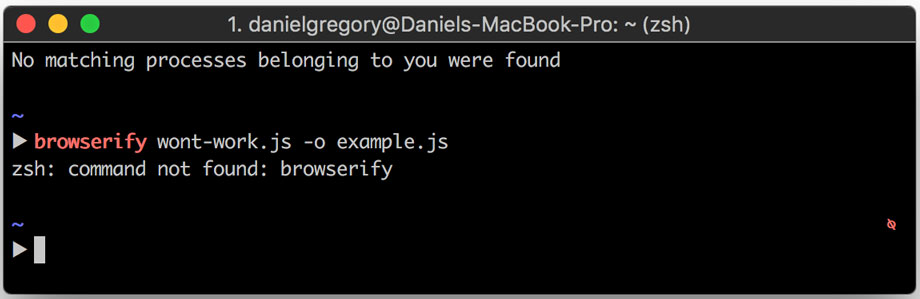 1. danielgregory@Daniels-MacBook-Pro: ~ (zsh)
No matching processes belonging to you were found
~
▶ browserify wont-work.js -o example.js
zsh: command not found: browserify
~
▶